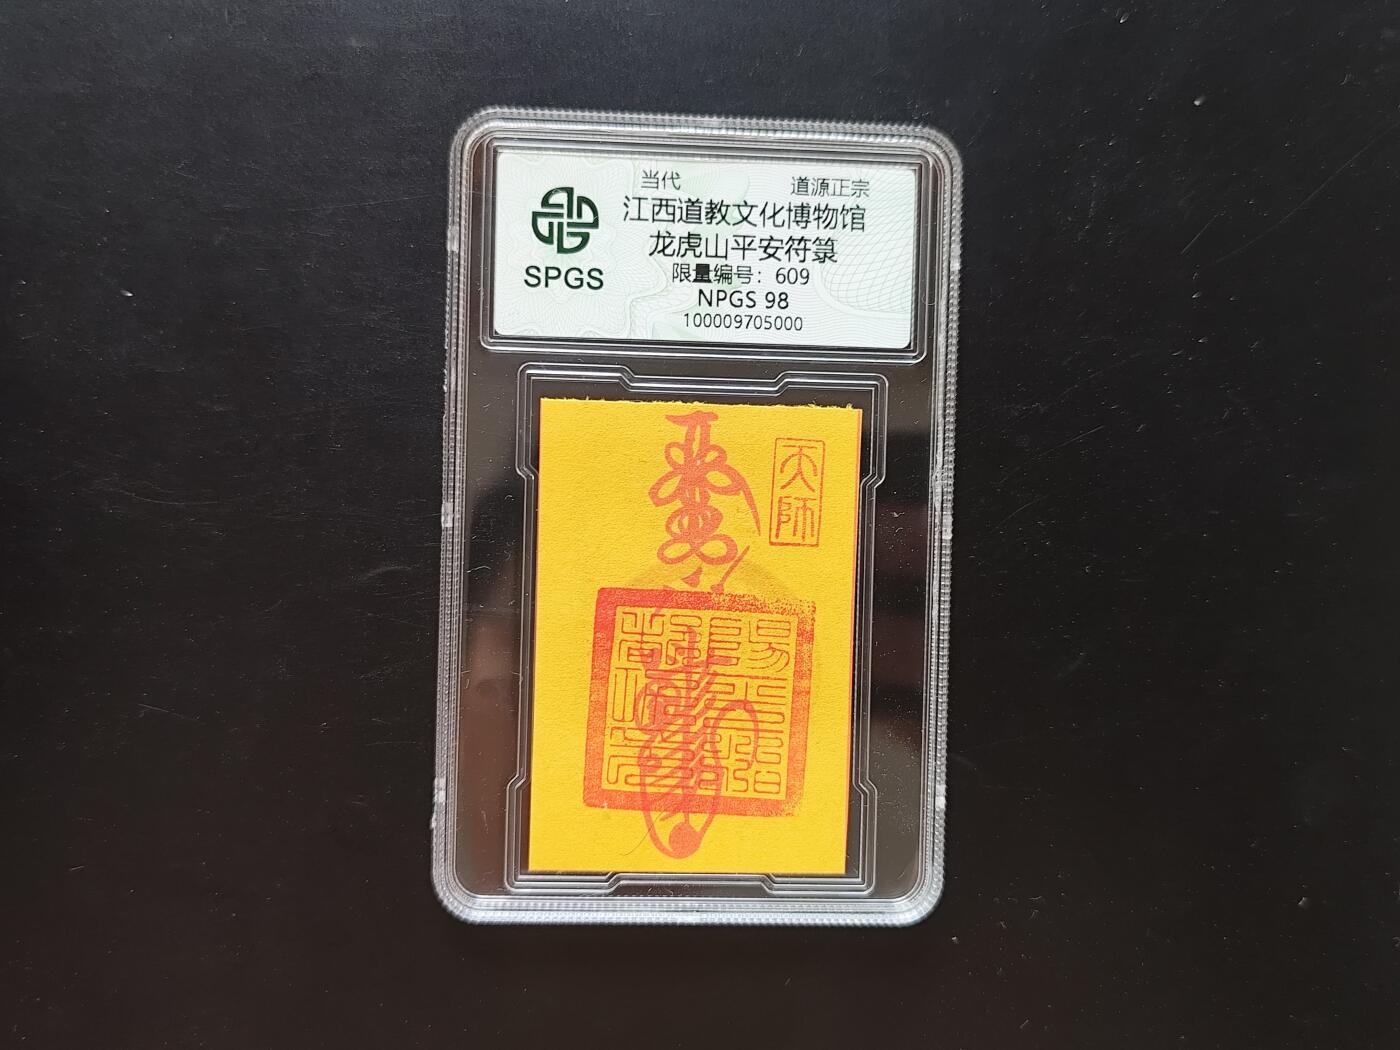 当代 道源正宗
江西道教文化博物馆
龙虎山平安符箓
限量编号：609
NPGS 98
100009705000
SPGS
天师